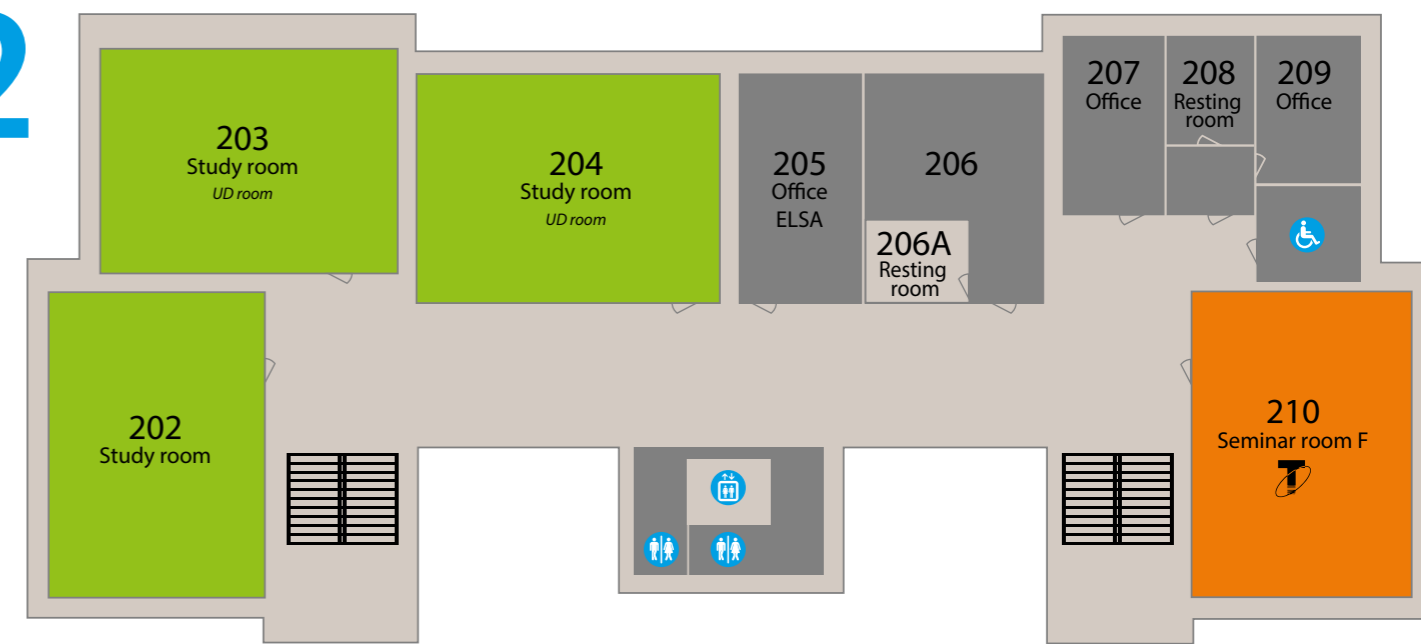 2
203
Study room
UD room
204
Study room
UD room
205
Office
ELSA
206
206A
Resting
room
207
Office
208
Resting
room
209
Office
202
Study room
210
Seminar room F
T